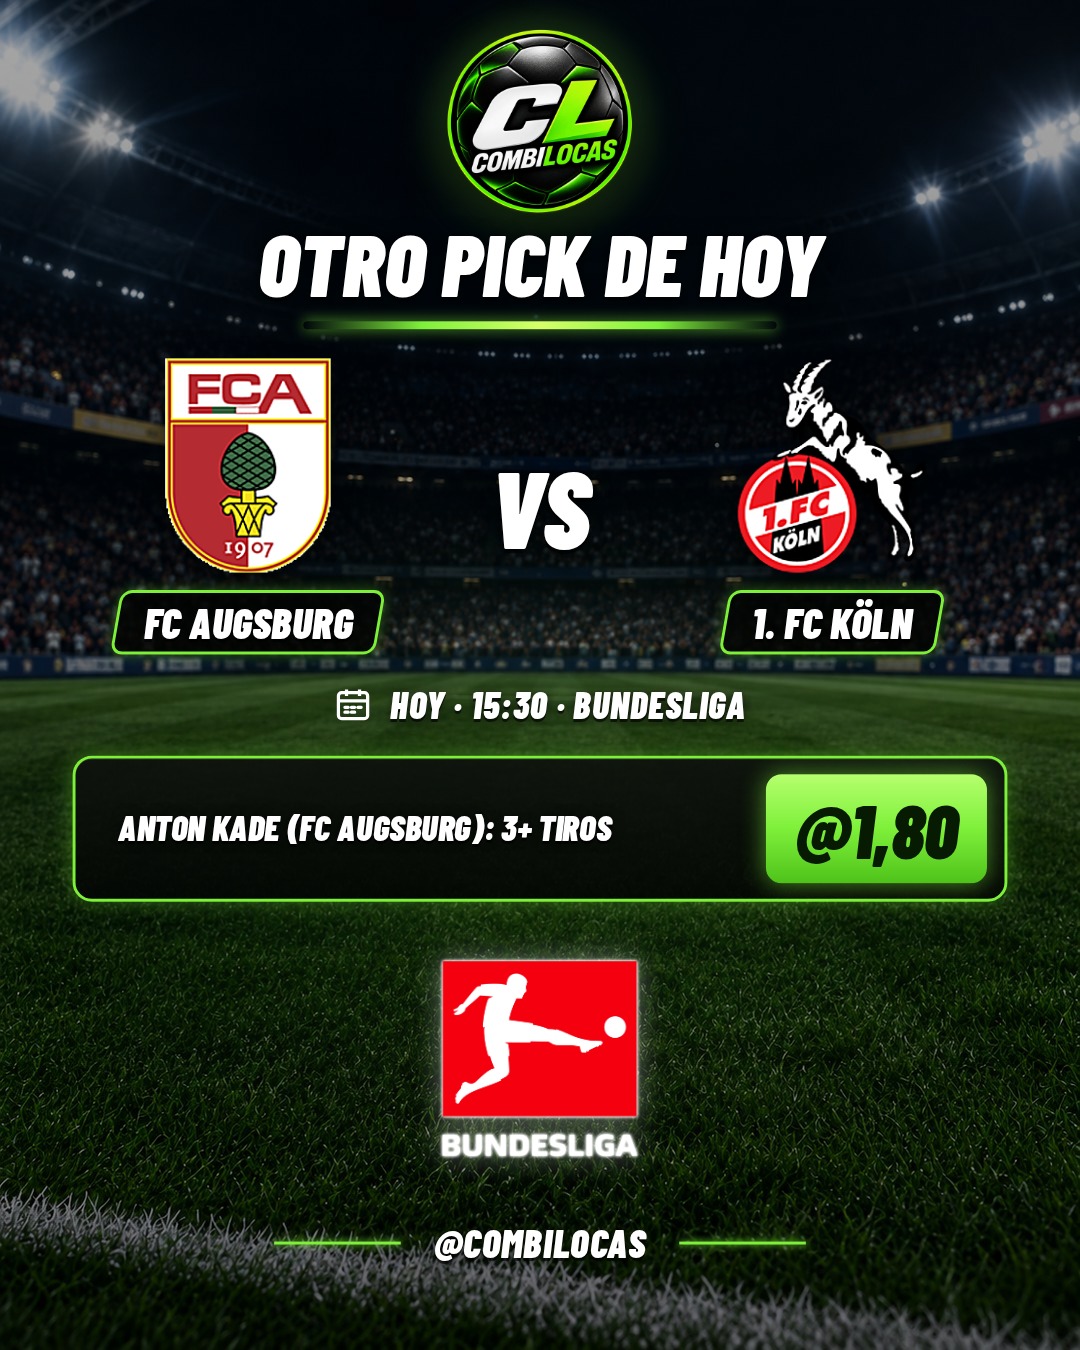 CL
COMBILOCAS
OTRO PICK DE HOY
FCA
1907
VS
1. FC
KÖLN
FC AUGSBURG
1. FC KÖLN
HOY · 15:30 · BUNDESLIGA
ANTON KADE (FC AUGSBURG): 3+ TIROS
@1,80
BUNDESLIGA
@COMBILOCAS